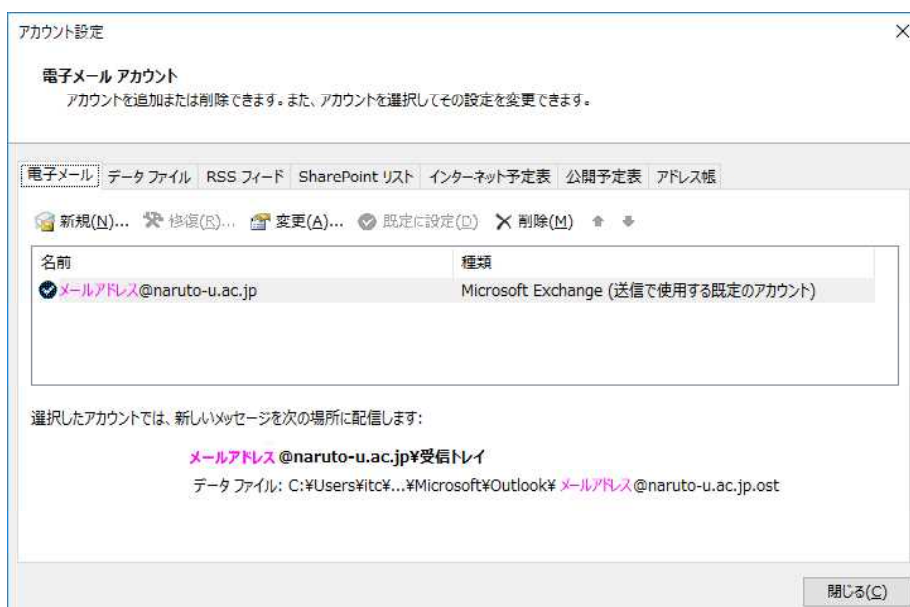 アカウント設定
電子メール アカウント
アカウントを追加または削除できます。また、アカウントを選択してその設定を変更できます。
電子メール データ ファイル RSS フィード SharePoint リスト インターネット予定表 公開予定表 アドレス帳
新規(N)... 修復(R)... 変更(A)... 既定に設定(D) 削除(M)
名前 種類
メールアドレス@naruto-u.ac.jp Microsoft Exchange (送信で使用する既定のアカウント)
選択したアカウントでは、新しいメッセージを次の場所に配信します:
メールアドレス @naruto-u.ac.jp¥受信トレイ
データ ファイル: C:¥Users¥itc¥...¥Microsoft¥Outlook¥ メールアドレス@naruto-u.ac.jp.ost
閉じる(C)